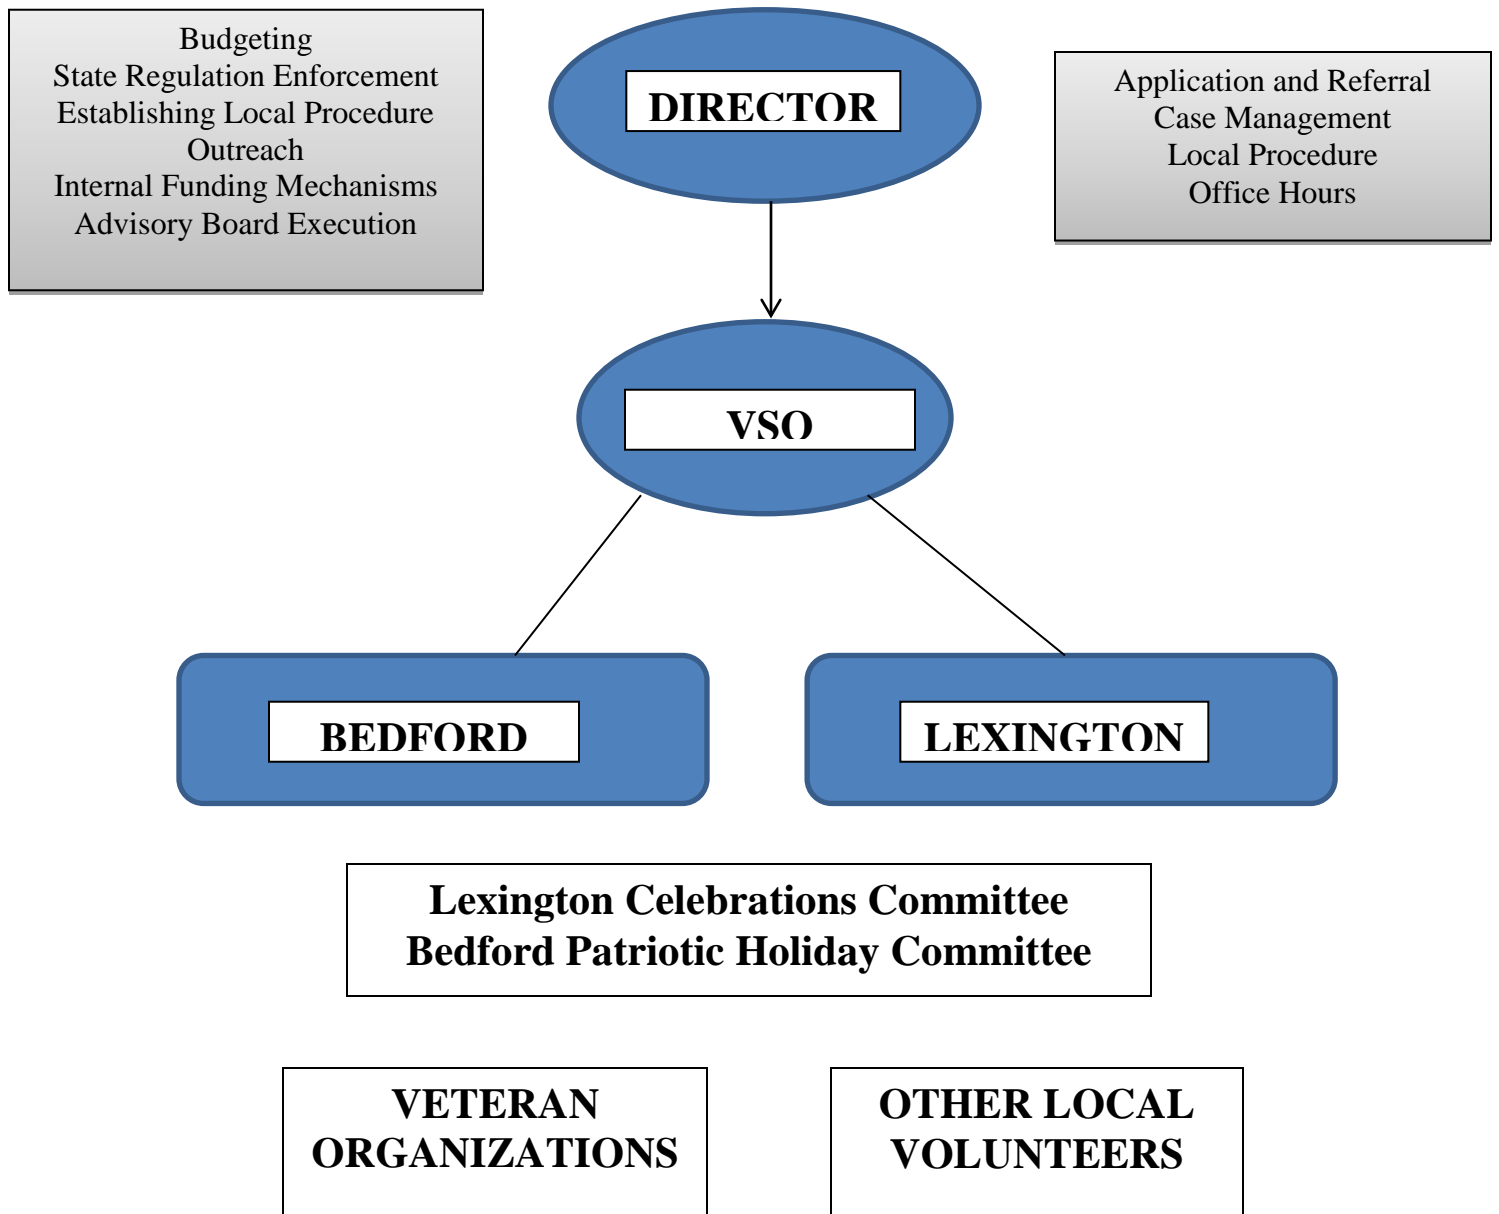 Budgeting
State Regulation Enforcement
Establishing Local Procedure
Outreach
Internal Funding Mechanisms
Advisory Board Execution
DIRECTOR
Application and Referral
Case Management
Local Procedure
Office Hours
VSO
BEDFORD
LEXINGTON
Lexington Celebrations Committee
Bedford Patriotic Holiday Committee
VETERAN
ORGANIZATIONS
OTHER LOCAL
VOLUNTEERS